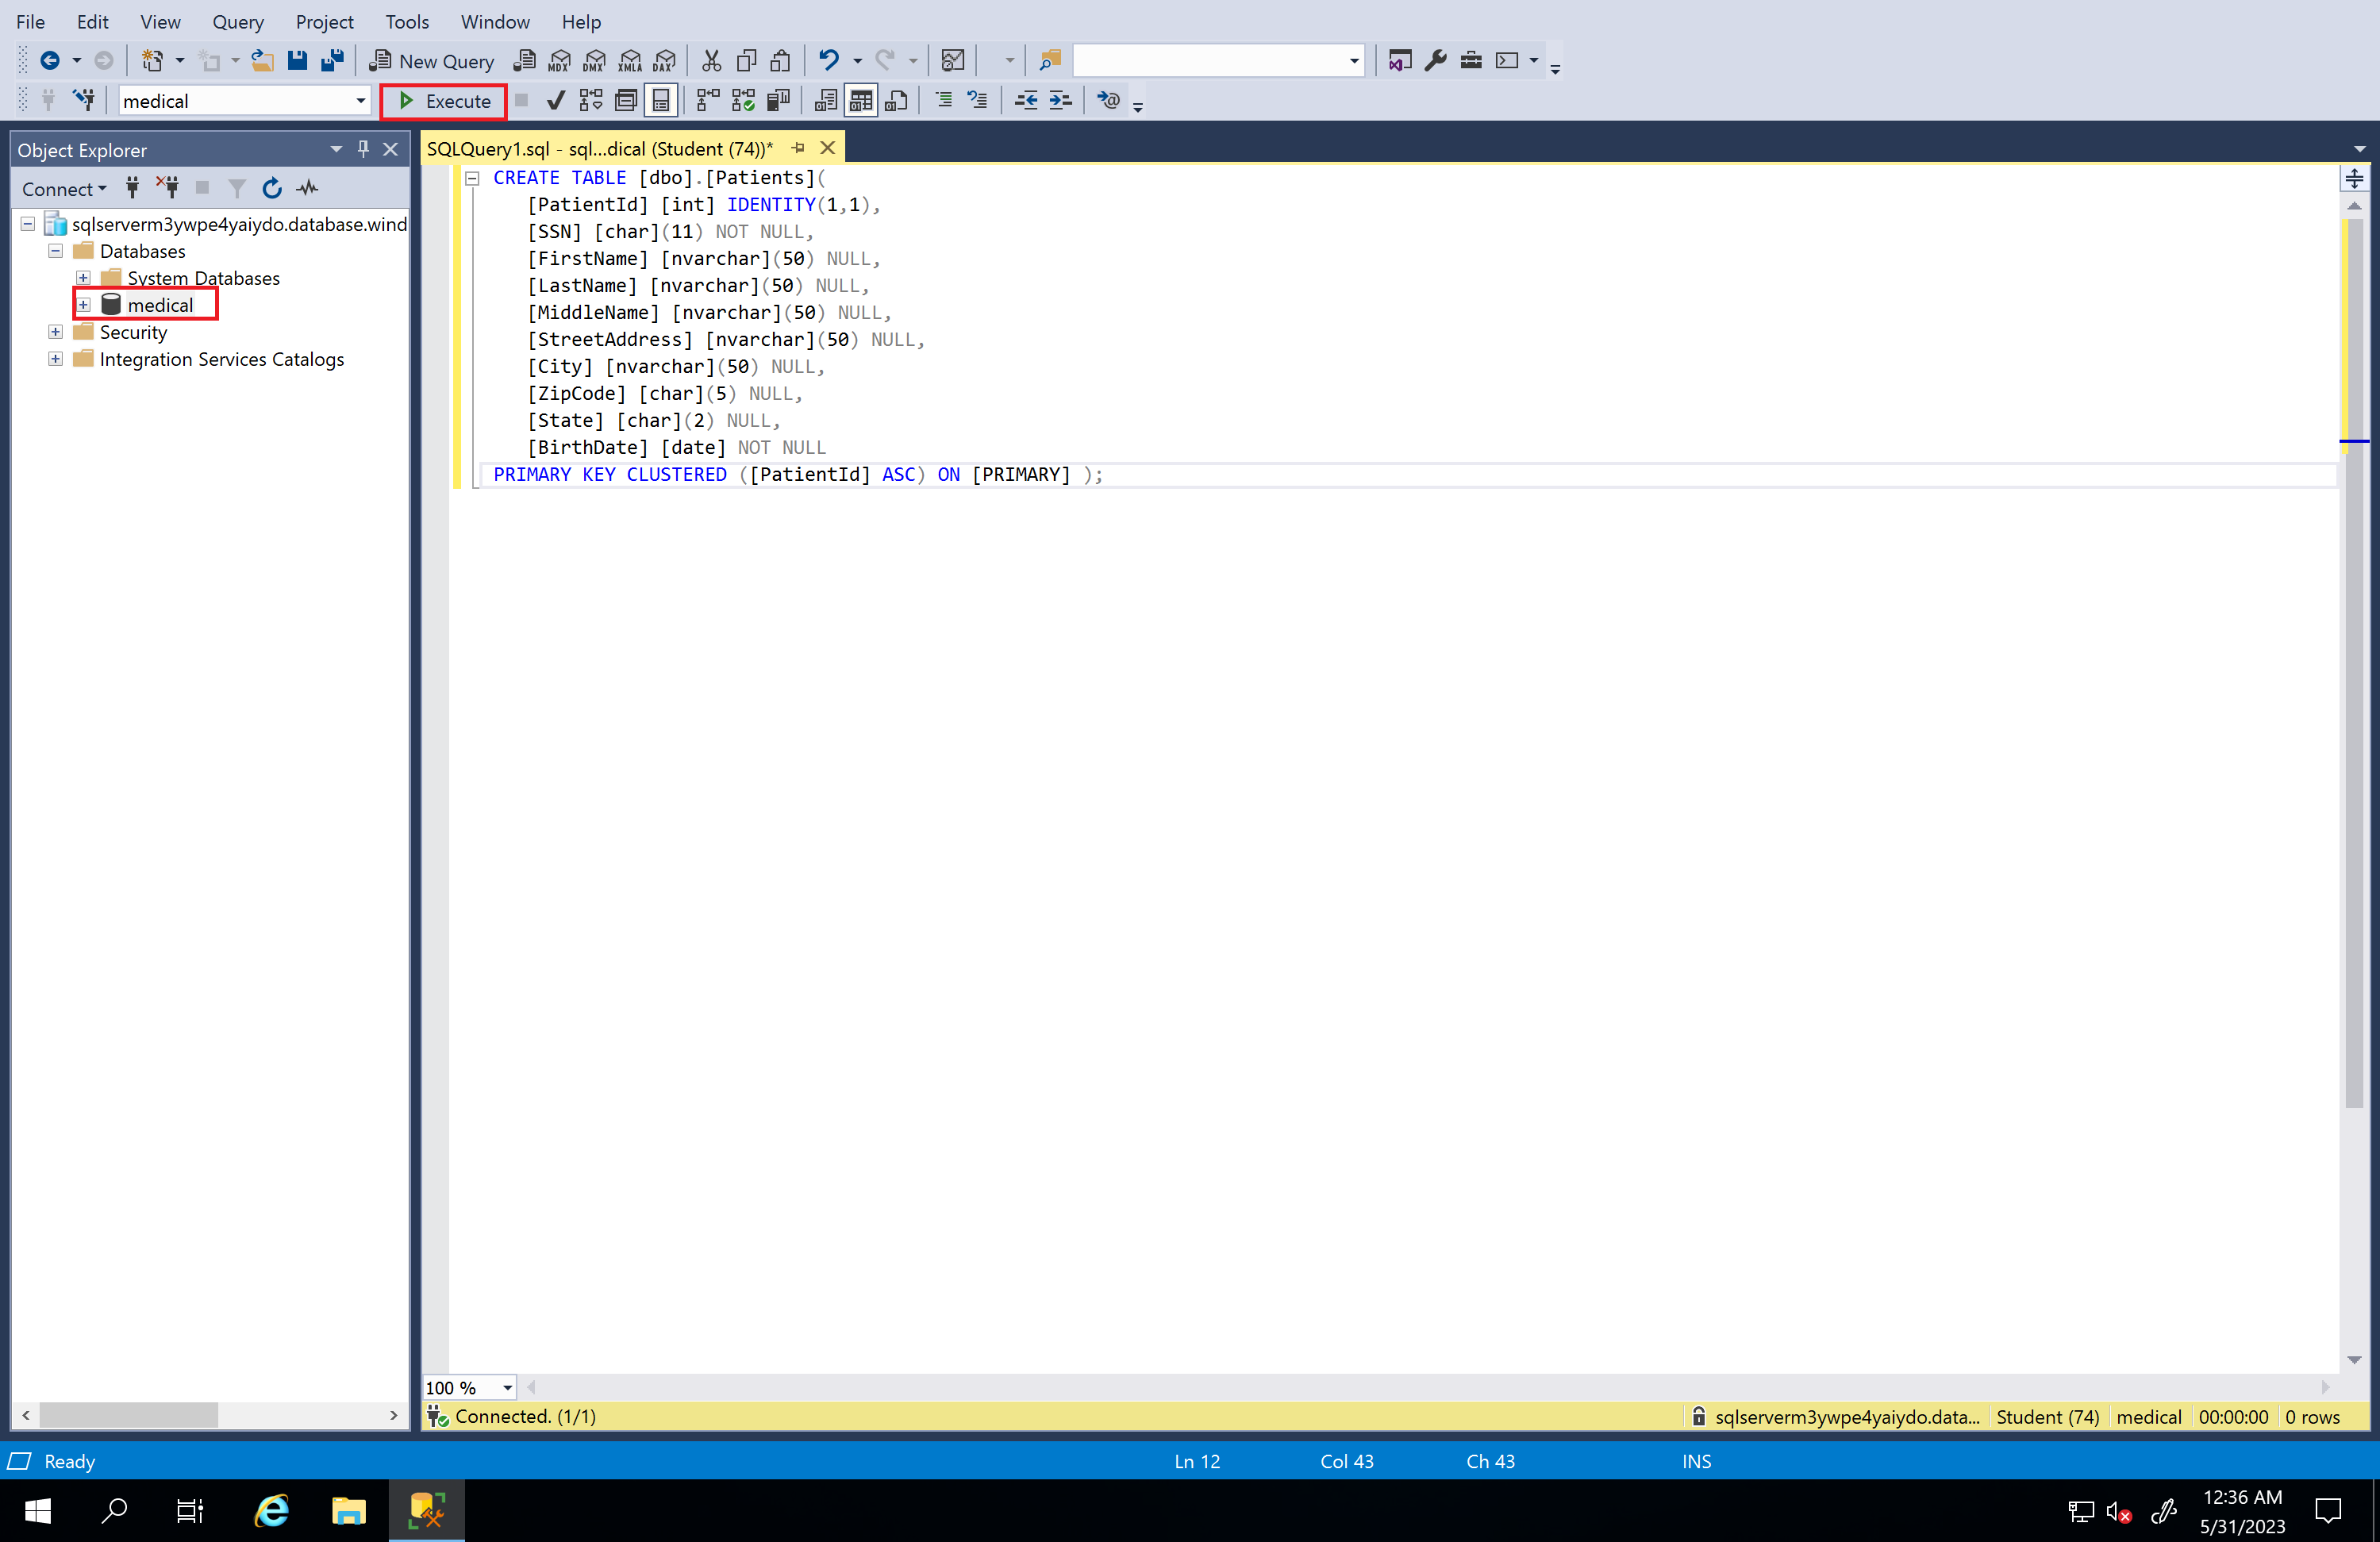 File Edit View Query Project Tools Window Help
New Query MDX DMX XMLA DAX
medical Execute
Object Explorer
Connect
sqlserverm3ywpe4yaiydo.database.wind
Databases
System Databases
medical
Security
Integration Services Catalogs
SQLQuery1.sql - sql...dical (Student (74))*
CREATE TABLE [dbo].[Patients](
[PatientId] [int] IDENTITY(1,1),
[SSN] [char](11) NOT NULL,
[FirstName] [nvarchar](50) NULL,
[LastName] [nvarchar](50) NULL,
[MiddleName] [nvarchar](50) NULL,
[StreetAddress] [nvarchar](50) NULL,
[City] [nvarchar](50) NULL,
[ZipCode] [char](5) NULL,
[State] [char](2) NULL,
[BirthDate] [date] NOT NULL
PRIMARY KEY CLUSTERED ([PatientId] ASC) ON [PRIMARY] );
100 %
Connected. (1/1) sqlserverm3ywpe4yaiydo.data... Student (74) medical 00:00:00 0 rows
Ready Ln 12 Col 43 Ch 43 INS
12:36 AM
5/31/2023